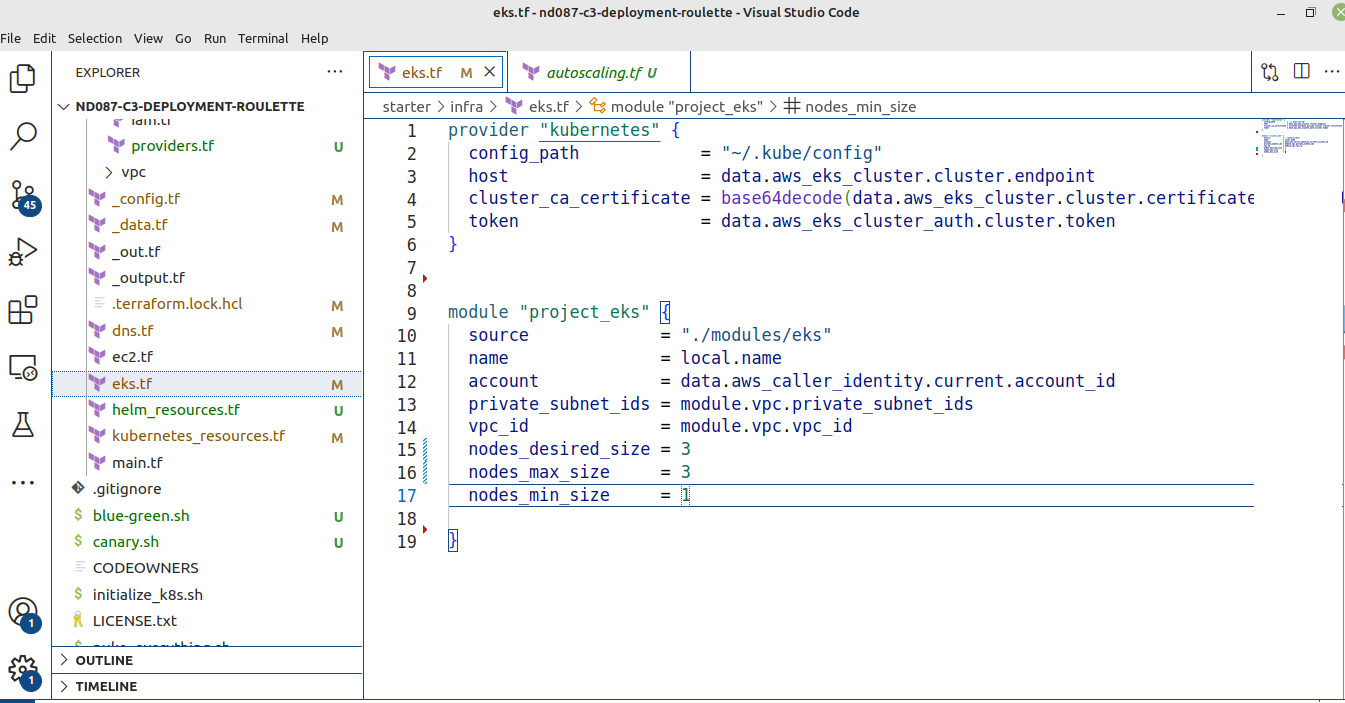 eks.tf - nd087-c3-deployment-roulette - Visual Studio Code
File Edit Selection View Go Run Terminal Help
EXPLORER
ND087-C3-DEPLOYMENT-ROULETTE
iam.tf
providers.tf U
vpc
_config.tf M
_data.tf M
_out.tf
_output.tf
.terraform.lock.hcl M
dns.tf M
ec2.tf
eks.tf M
helm_resources.tf U
kubernetes_resources.tf M
main.tf
.gitignore
$ blue-green.sh U
$ canary.sh U
CODEOWNERS
$ initialize_k8s.sh
LICENSE.txt
$ nuke_everything.sh
OUTLINE
TIMELINE
45
1
1
eks.tf M autoscaling.tf U
starter > infra > eks.tf > module "project_eks" > nodes_min_size
1 provider "kubernetes" {
2 config_path = "~/.kube/config"
3 host = data.aws_eks_cluster.cluster.endpoint
4 cluster_ca_certificate = base64decode(data.aws_eks_cluster.cluster.certificate
5 token = data.aws_eks_cluster_auth.cluster.token
6 }
7
8
9 module "project_eks" {
10 source = "./modules/eks"
11 name = local.name
12 account = data.aws_caller_identity.current.account_id
13 private_subnet_ids = module.vpc.private_subnet_ids
14 vpc_id = module.vpc.vpc_id
15 nodes_desired_size = 3
16 nodes_max_size = 3
17 nodes_min_size = 1
18
19 }